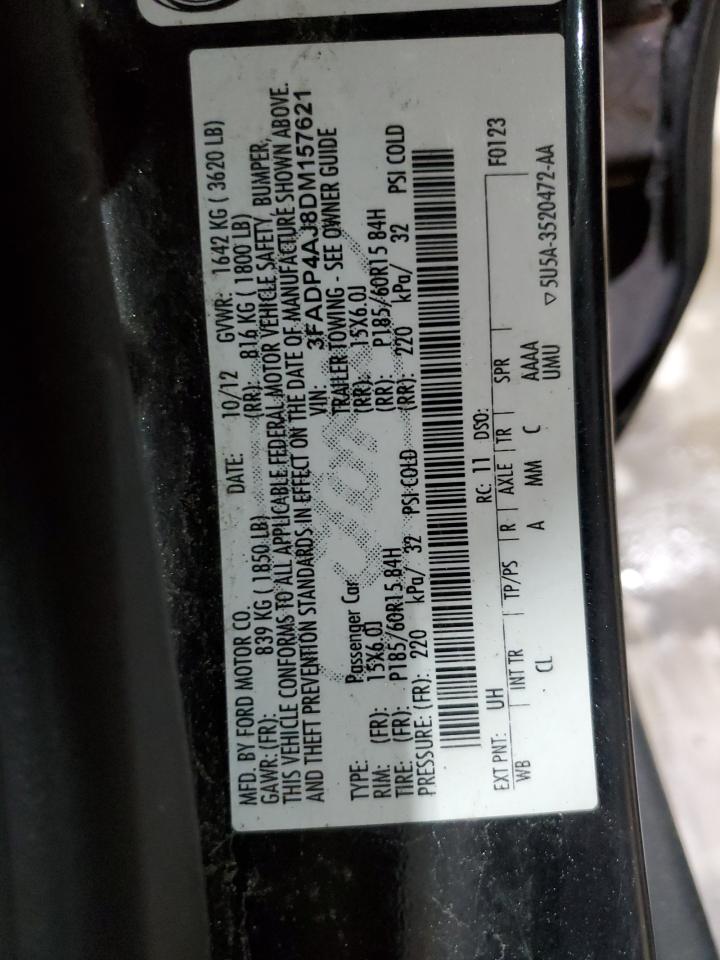 MFD. BY FORD MOTOR CO. DATE: 10/12 GVWR: 1642 KG ( 3620 LB)
GAWR: (FR): 839 KG ( 1850 LB) (RR): 816 KG ( 1800 LB)
THIS VEHICLE CONFORMS TO ALL APPLICABLE FEDERAL MOTOR VEHICLE SAFETY, BUMPER,
AND THEFT PREVENTION STANDARDS IN EFFECT ON THE DATE OF MANUFACTURE SHOWN ABOVE.
VIN: 3FADP4AJ8DM157621
TYPE: Passenger Car TRAILER TOWING - SEE OWNER GUIDE
RIM: (FR): 15X6.0J (RR): 15X6.0J
TIRE: (FR): P185/60R15 84H (RR): P185/60R15 84H
PRESSURE: (FR): 220 kPa/ 32 PSI COLD (RR): 220 kPa/ 32 PSI COLD
EXT PNT: UH RC: 11 DSO: F0123
WB INT TR TP/PS R AXLE TR SPR
CL A MM C AAAA
UMU
▽ 5U5A-3520472-AA